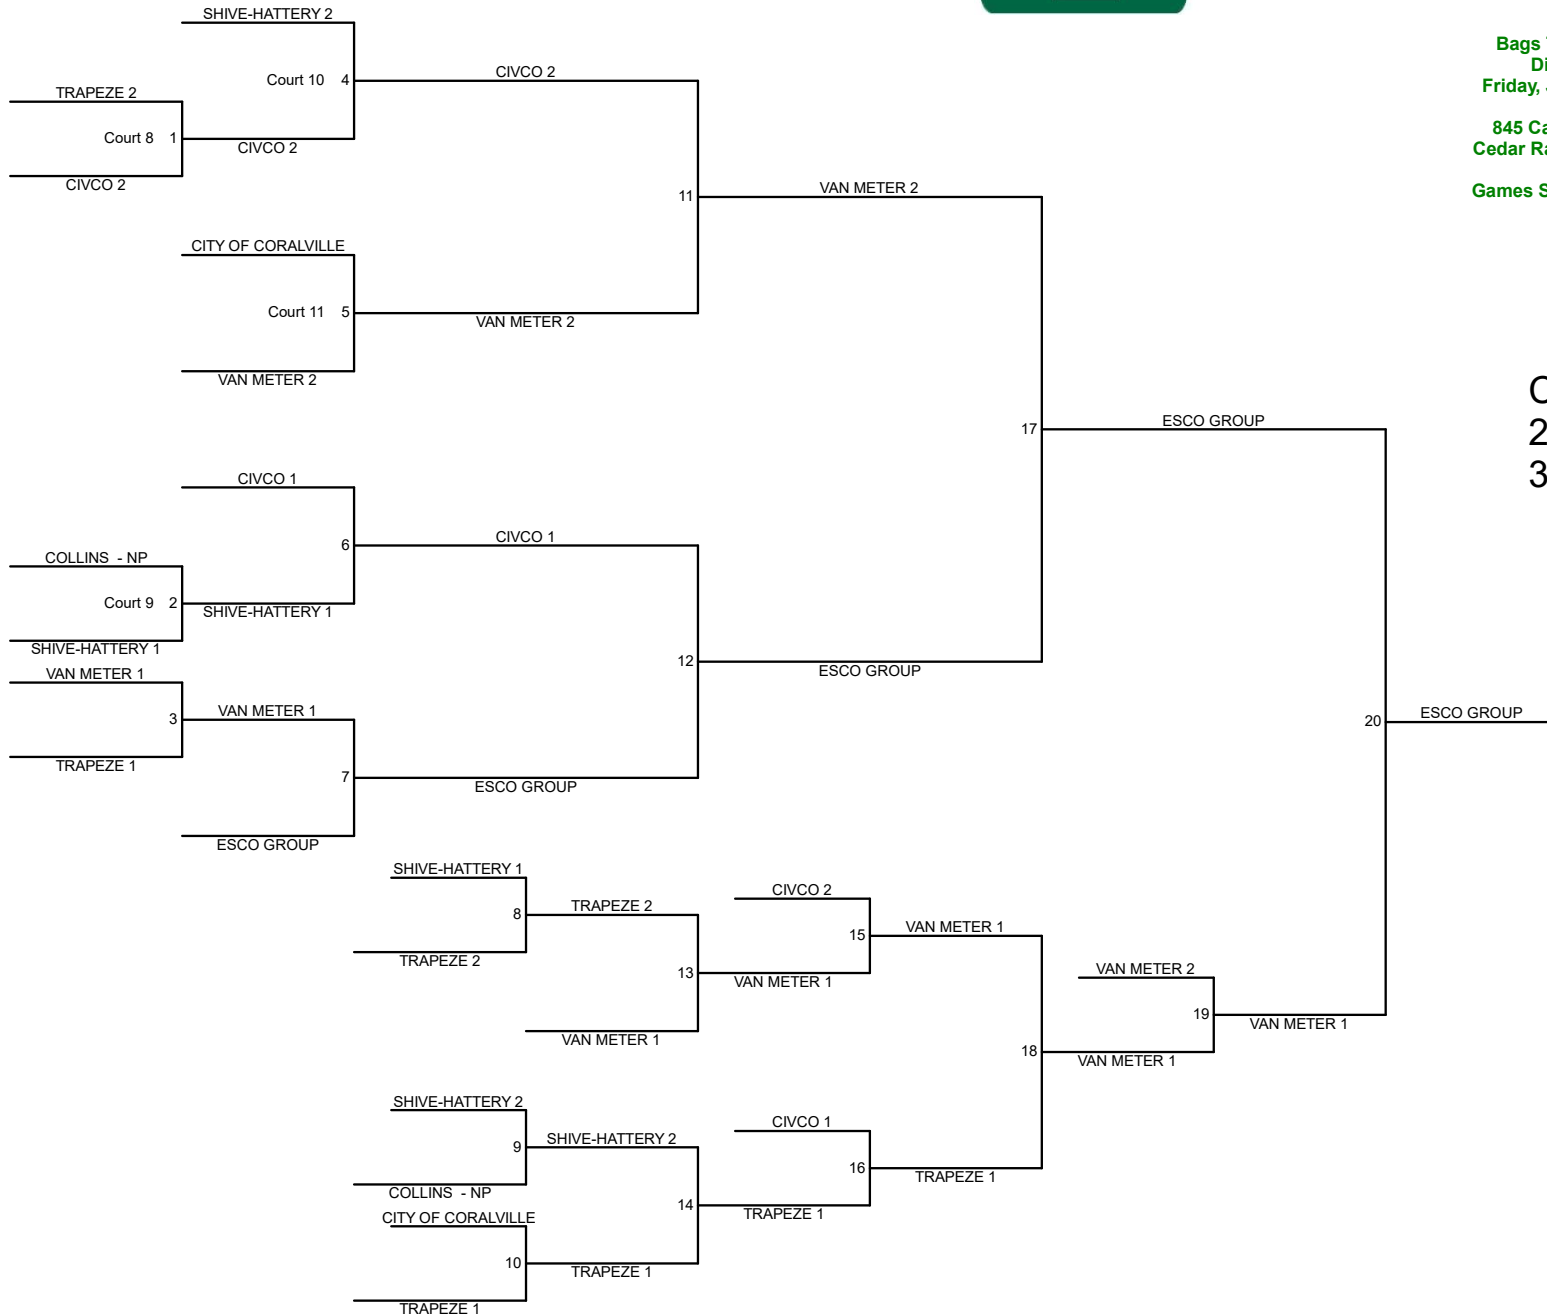 SHIVE-HATTERY 2
Bags
Friday,
845
Cedar
Games
Court 10 4
CIVCO 2
TRAPEZE 2
Court 8 1
CIVCO 2
CIVCO 2
11
VAN METER 2
CITY OF CORALVILLE
Court 11 5
VAN METER 2
VAN METER 2
17
ESCO GROUP
2
3
CIVCO 1
6
CIVCO 1
COLLINS - NP
Court 9 2
SHIVE-HATTERY 1
SHIVE-HATTERY 1
12
ESCO GROUP
VAN METER 1
3
VAN METER 1
TRAPEZE 1
7
ESCO GROUP
ESCO GROUP
20
ESCO GROUP
SHIVE-HATTERY 1
8
TRAPEZE 2
TRAPEZE 2
CIVCO 2
15
VAN METER 1
13
VAN METER 1
VAN METER 1
VAN METER 2
19
VAN METER 1
18
VAN METER 1
SHIVE-HATTERY 2
9
SHIVE-HATTERY 2
COLLINS - NP
CIVCO 1
16
TRAPEZE 1
14
TRAPEZE 1
CITY OF CORALVILLE
10
TRAPEZE 1
TRAPEZE 1